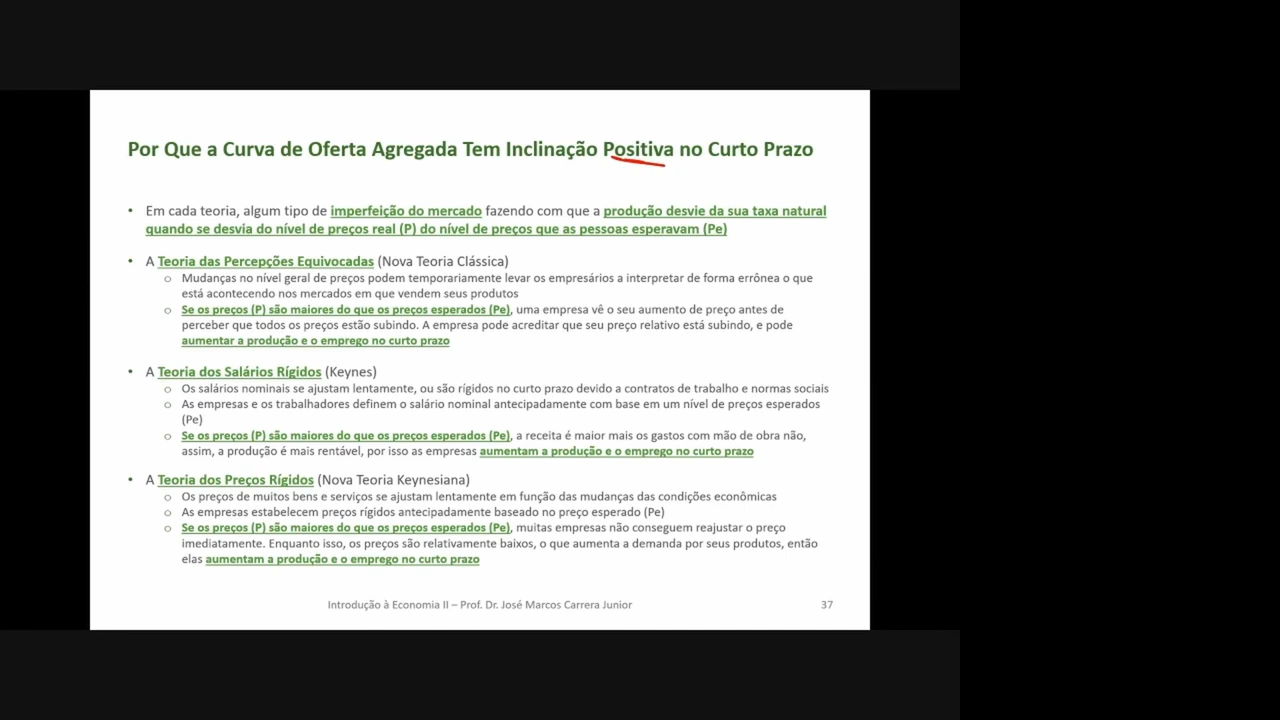 Por Que a Curva de Oferta Agregada Tem Inclinação Positiva no Curto Prazo
• Em cada teoria, algum tipo de imperfeição do mercado fazendo com que a produção desvie da sua taxa natural
quando se desvia do nível de preços real (P) do nível de preços que as pessoas esperavam (Pe)
• A Teoria das Percepções Equivocadas (Nova Teoria Clássica)
o Mudanças no nível geral de preços podem temporariamente levar os empresários a interpretar de forma errônea o que
está acontecendo nos mercados em que vendem seus produtos
o Se os preços (P) são maiores do que os preços esperados (Pe), uma empresa vê o seu aumento de preço antes de
perceber que todos os preços estão subindo. A empresa pode acreditar que seu preço relativo está subindo, e pode
aumentar a produção e o emprego no curto prazo
• A Teoria dos Salários Rígidos (Keynes)
o Os salários nominais se ajustam lentamente, ou são rígidos no curto prazo devido a contratos de trabalho e normas sociais
o As empresas e os trabalhadores definem o salário nominal antecipadamente com base em um nível de preços esperados
(Pe)
o Se os preços (P) são maiores do que os preços esperados (Pe), a receita é maior mais os gastos com mão de obra não,
assim, a produção é mais rentável, por isso as empresas aumentam a produção e o emprego no curto prazo
• A Teoria dos Preços Rígidos (Nova Teoria Keynesiana)
o Os preços de muitos bens e serviços se ajustam lentamente em função das mudanças das condições econômicas
o As empresas estabelecem preços rígidos antecipadamente baseado no preço esperado (Pe)
o Se os preços (P) são maiores do que os preços esperados (Pe), muitas empresas não conseguem reajustar o preço
imediatamente. Enquanto isso, os preços são relativamente baixos, o que aumenta a demanda por seus produtos, então
elas aumentam a produção e o emprego no curto prazo
Introdução à Economia II – Prof. Dr. José Marcos Carrera Junior 37